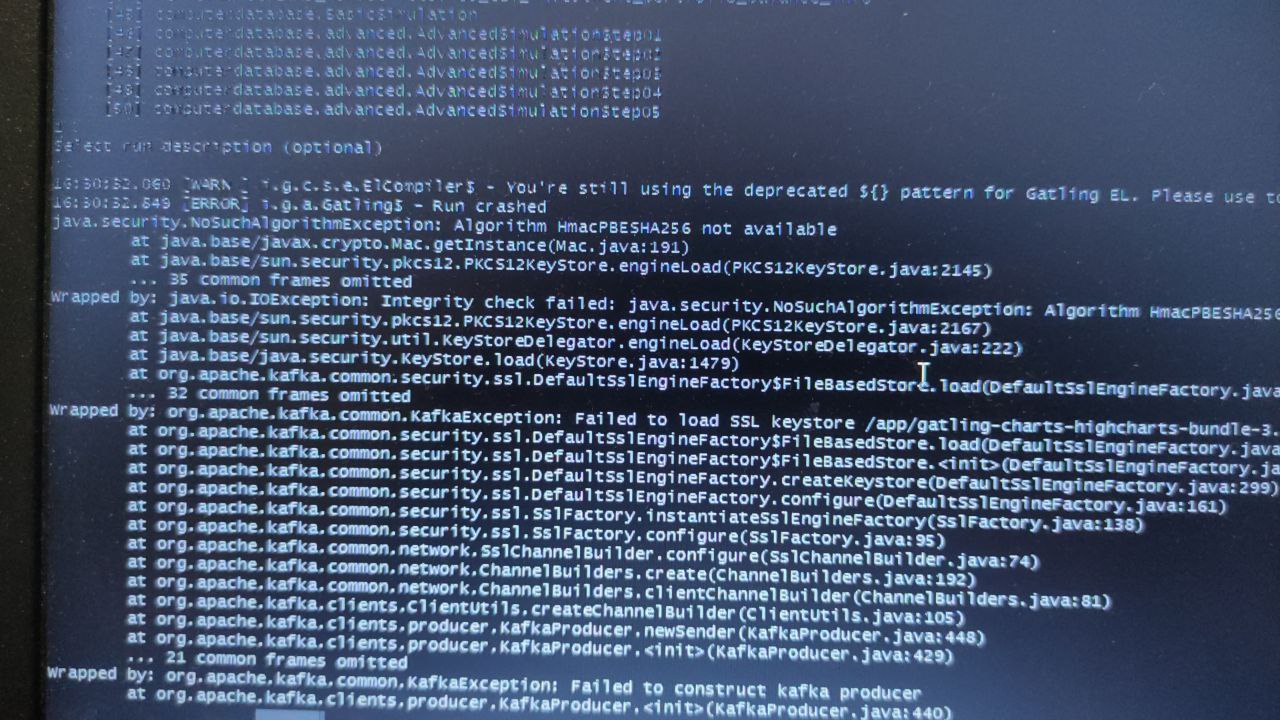 [45] computerdatabase.BasicSimulation
[46] computerdatabase.advanced.AdvancedSimulationStep01
[47] computerdatabase.advanced.AdvancedSimulationStep02
[48] computerdatabase.advanced.AdvancedSimulationStep03
[49] computerdatabase.advanced.AdvancedSimulationStep04
[50] computerdatabase.advanced.AdvancedSimulationStep05
Select run description (optional)
16:30:32.060 [WARN ] i.g.c.s.e.ElCompiler$ - You're still using the deprecated ${} pattern for Gatling EL. Please use
16:30:32.849 [ERROR] i.g.a.Gatling$ - Run crashed
java.security.NoSuchAlgorithmException: Algorithm HmacPBESHA256 not available
at java.base/javax.crypto.Mac.getInstance(Mac.java:191)
at java.base/sun.security.pkcs12.PKCS12KeyStore.engineLoad(PKCS12KeyStore.java:2145)
... 35 common frames omitted
Wrapped by: java.io.IOException: Integrity check failed: java.security.NoSuchAlgorithmException: Algorithm HmacPBESHA256
at java.base/sun.security.pkcs12.PKCS12KeyStore.engineLoad(PKCS12KeyStore.java:2167)
at java.base/sun.security.util.KeyStoreDelegator.engineLoad(KeyStoreDelegator.java:222)
at java.base/java.security.KeyStore.load(KeyStore.java:1479)
at org.apache.kafka.common.security.ssl.DefaultSslEngineFactory$FileBasedStore.load(DefaultSslEngineFactory.java
... 32 common frames omitted
Wrapped by: org.apache.kafka.common.KafkaException: Failed to load SSL keystore /app/gatling-charts-highcharts-bundle-3.
at org.apache.kafka.common.security.ssl.DefaultSslEngineFactory$FileBasedStore.load(DefaultSslEngineFactory.java
at org.apache.kafka.common.security.ssl.DefaultSslEngineFactory$FileBasedStore.<init>(DefaultSslEngineFactory.ja
at org.apache.kafka.common.security.ssl.DefaultSslEngineFactory.createKeystore(DefaultSslEngineFactory.java:299)
at org.apache.kafka.common.security.ssl.DefaultSslEngineFactory.configure(DefaultSslEngineFactory.java:161)
at org.apache.kafka.common.security.ssl.SslFactory.instantiateSslEngineFactory(SslFactory.java:138)
at org.apache.kafka.common.security.ssl.SslFactory.configure(SslFactory.java:95)
at org.apache.kafka.common.network.SslChannelBuilder.configure(SslChannelBuilder.java:74)
at org.apache.kafka.common.network.ChannelBuilders.create(ChannelBuilders.java:192)
at org.apache.kafka.common.network.ChannelBuilders.clientChannelBuilder(ChannelBuilders.java:81)
at org.apache.kafka.clients.ClientUtils.createChannelBuilder(ClientUtils.java:105)
at org.apache.kafka.clients.producer.KafkaProducer.newSender(KafkaProducer.java:448)
at org.apache.kafka.clients.producer.KafkaProducer.<init>(KafkaProducer.java:429)
... 21 common frames omitted
Wrapped by: org.apache.kafka.common.KafkaException: Failed to construct kafka producer
at org.apache.kafka.clients.producer.KafkaProducer.<init>(KafkaProducer.java:440)